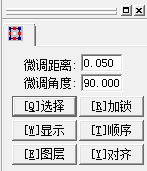 微调距离: 0.050
微调角度: 90.000
[Q]选择 [R]加锁
[W]显示 [T]顺序
[E]图层 [Y]对齐